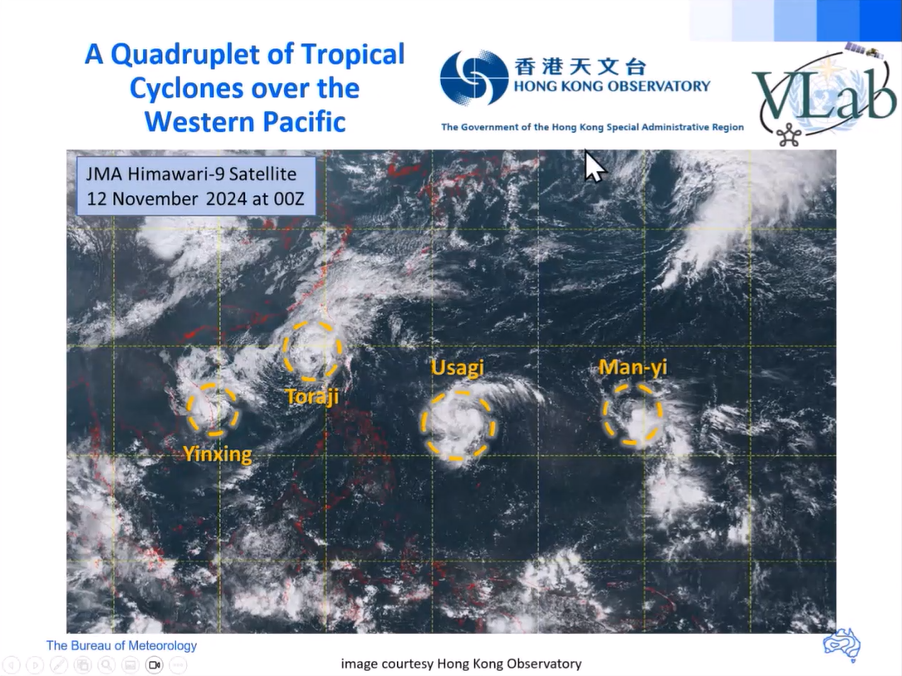 A Quadruplet of Tropical
Cyclones over the
Western Pacific
香港天文台
HONG KONG OBSERVATORY
The Government of the Hong Kong Special Administrative Region
VLab
JMA Himawari-9 Satellite
12 November 2024 at 00Z
Usagi
Man-yi
Toraji
Yinxing
The Bureau of Meteorology
image courtesy Hong Kong Observatory